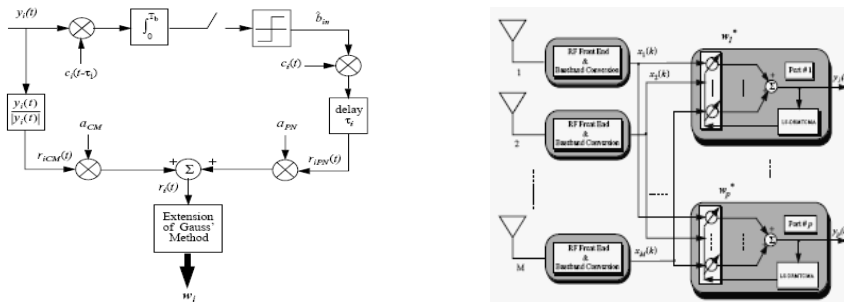 y_i(t)
∫_0^{T_b}
b̂_in
c_i(t-τ_i)
c_i(t)
y_i(t)
|y_i(t)|
delay
τ_i
a_CM
a_PN
r_iCM(t)
+
Σ
+
r_iPN(t)
r_i(t)
Extension
of Gauss'
Method
w_i
1
RF Front End
&
Baseband Conversion
x_1(k)
w_1*
Port # 1
+
Σ
2
RF Front End
&
Baseband Conversion
x_2(k)
M
RF Front End
&
Baseband Conversion
x_M(k)
w_p*
Port # p
+
Σ